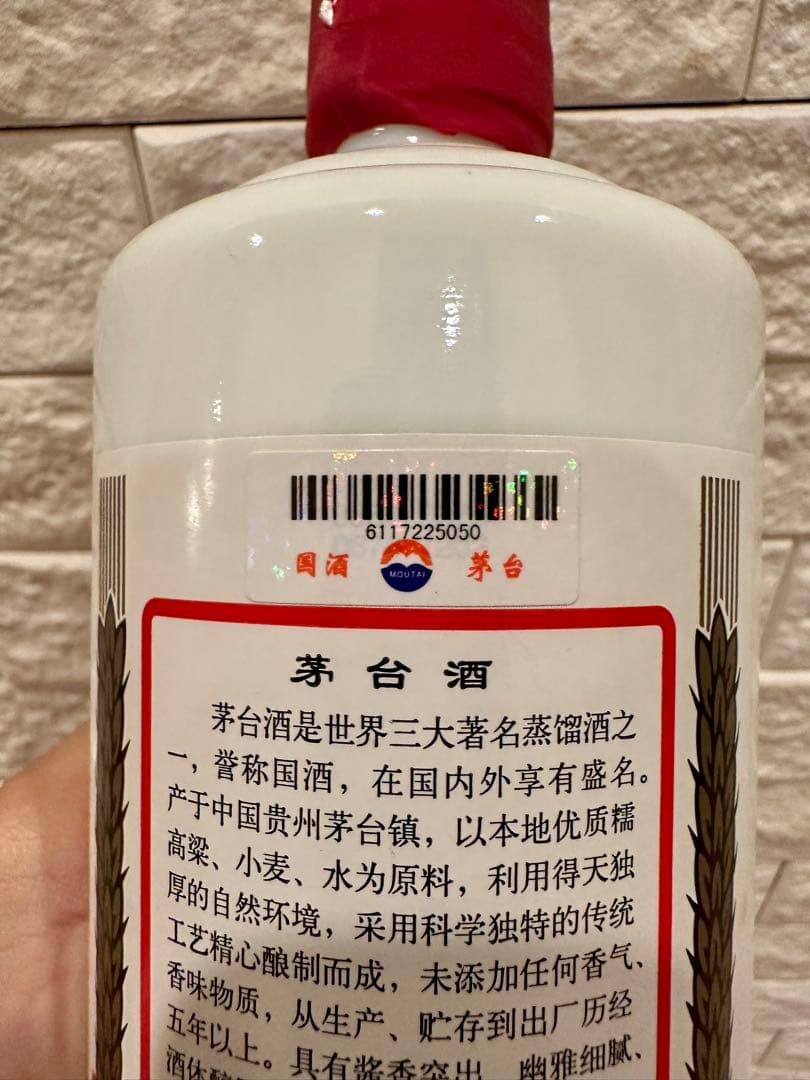 6117225050
国酒 MOUTAI 茅台
茅台酒
茅台酒是世界三大著名蒸馏酒之
一，誉称国酒，在国内外享有盛名。
产于中国贵州茅台镇，以本地优质糯
高粱、小麦、水为原料，利用得天独
厚的自然环境，采用科学独特的传统
工艺精心酿制而成，未添加任何香气、
香味物质，从生产、贮存到出厂历经
五年以上。具有酱香突出、幽雅细腻、
酒体醇